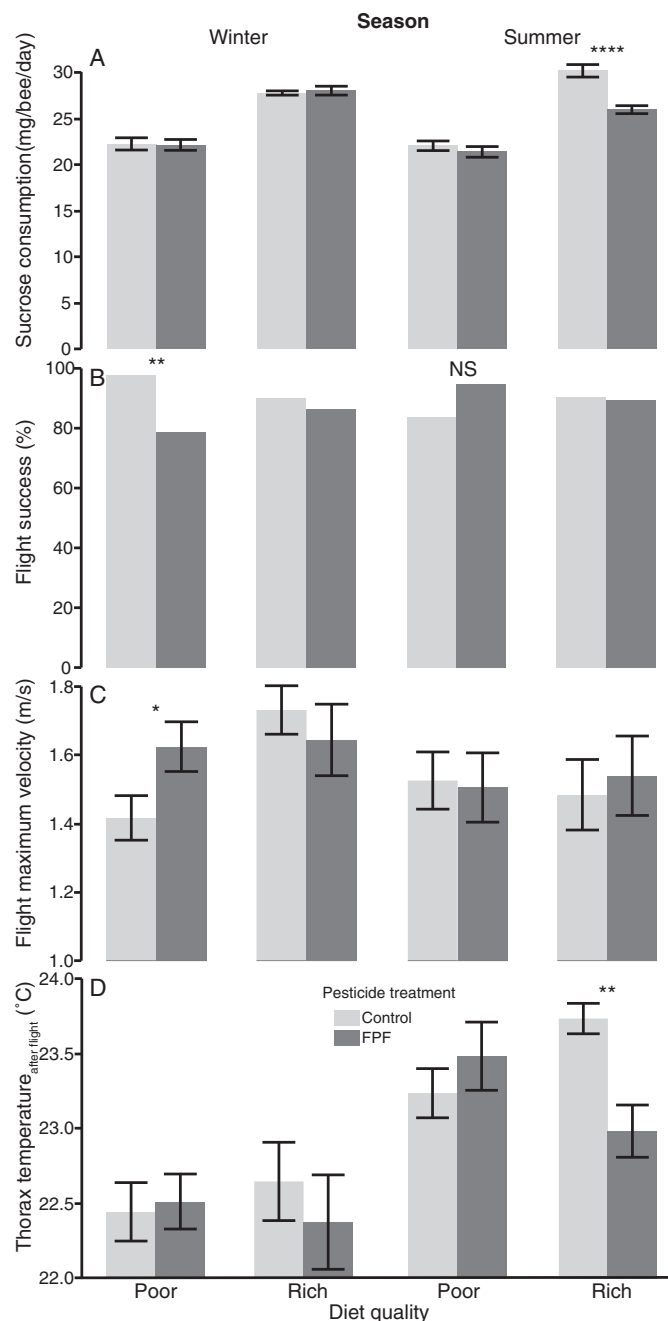 Season
Winter
Summer
A
****
Sucrose consumption(mg/bee/day)
30
25
20
15
10
5
0
B
**
NS
Flight success (%)
100
80
60
40
20
0
C
*
Flight maximum velocity (m/s)
1.8
1.6
1.4
1.2
1.0
D
Pesticide treatment
Control
FPF
**
Thorax temperature after flight (˚C)
24.0
23.5
23.0
22.5
22.0
Poor
Rich
Poor
Rich
Diet quality